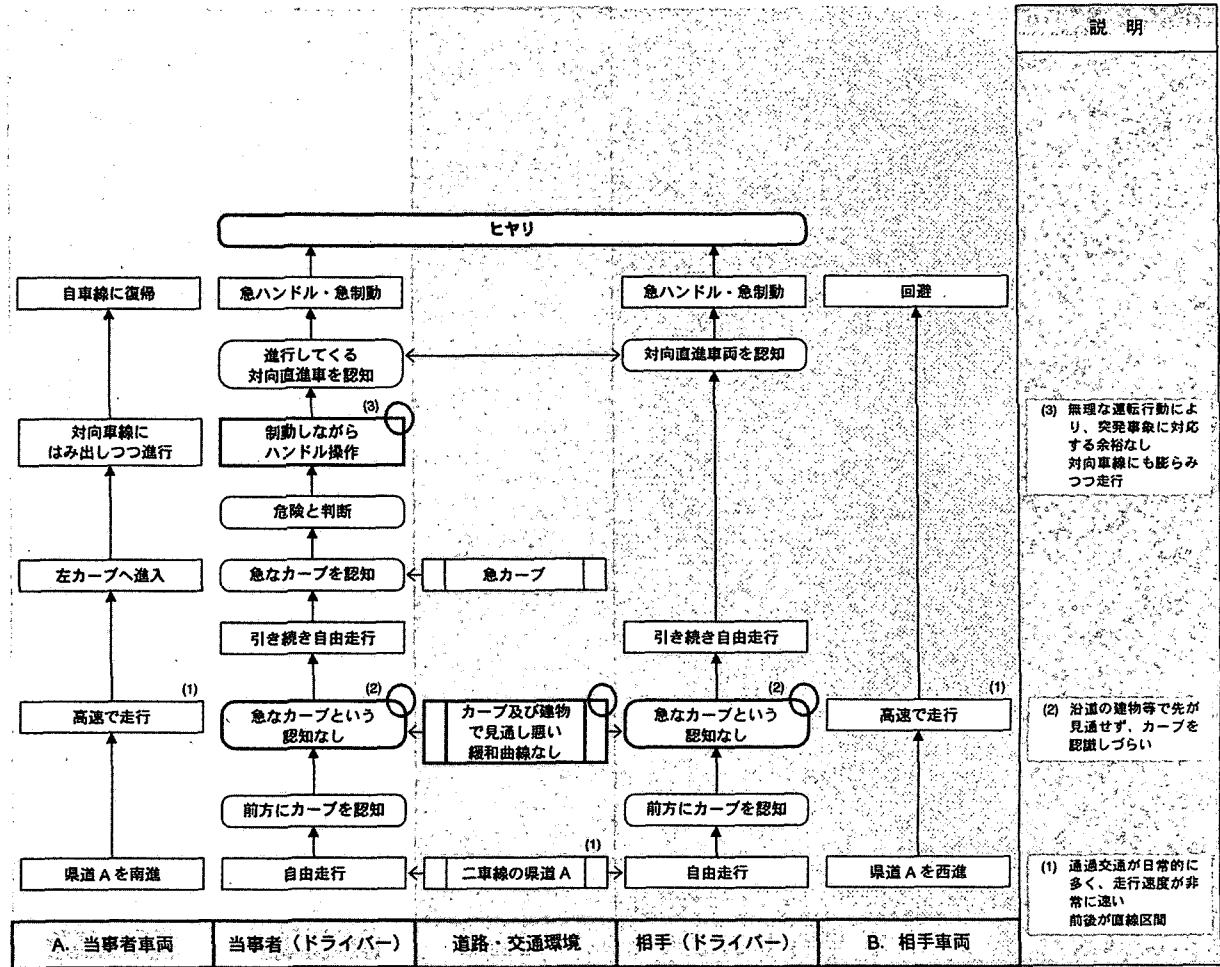 説 明
ヒヤリ
自車線に復帰
急ハンドル・急制動
急ハンドル・急制動
回避
進行してくる
対向直進車を認知
対向直進車両を認知
(3)
対向車線に
はみ出しつつ進行
制動しながら
ハンドル操作
(3) 無理な運転行動によ
り、突発事象に対応
する余裕なし
対向車線にも膨らみ
つつ走行
危険と判断
左カーブへ進入
急なカーブを認知
急カーブ
引き続き自由走行
引き続き自由走行
(1)
(2)
(2)
(1)
高速で走行
急なカーブという
認知なし
カーブ及び建物
で見通し悪い
緩和曲線なし
急なカーブという
認知なし
高速で走行
(2) 沿道の建物等で先が
見通せず、カーブを
認識しづらい
前方にカーブを認知
前方にカーブを認知
(1)
県道Aを南進
自由走行
二車線の県道A
自由走行
県道Aを西進
(1) 通過交通が日常的に
多く、走行速度が非
常に速い
前後が直線区間
A. 当事者車両
当事者（ドライバー）
道路・交通環境
相手（ドライバー）
B. 相手車両